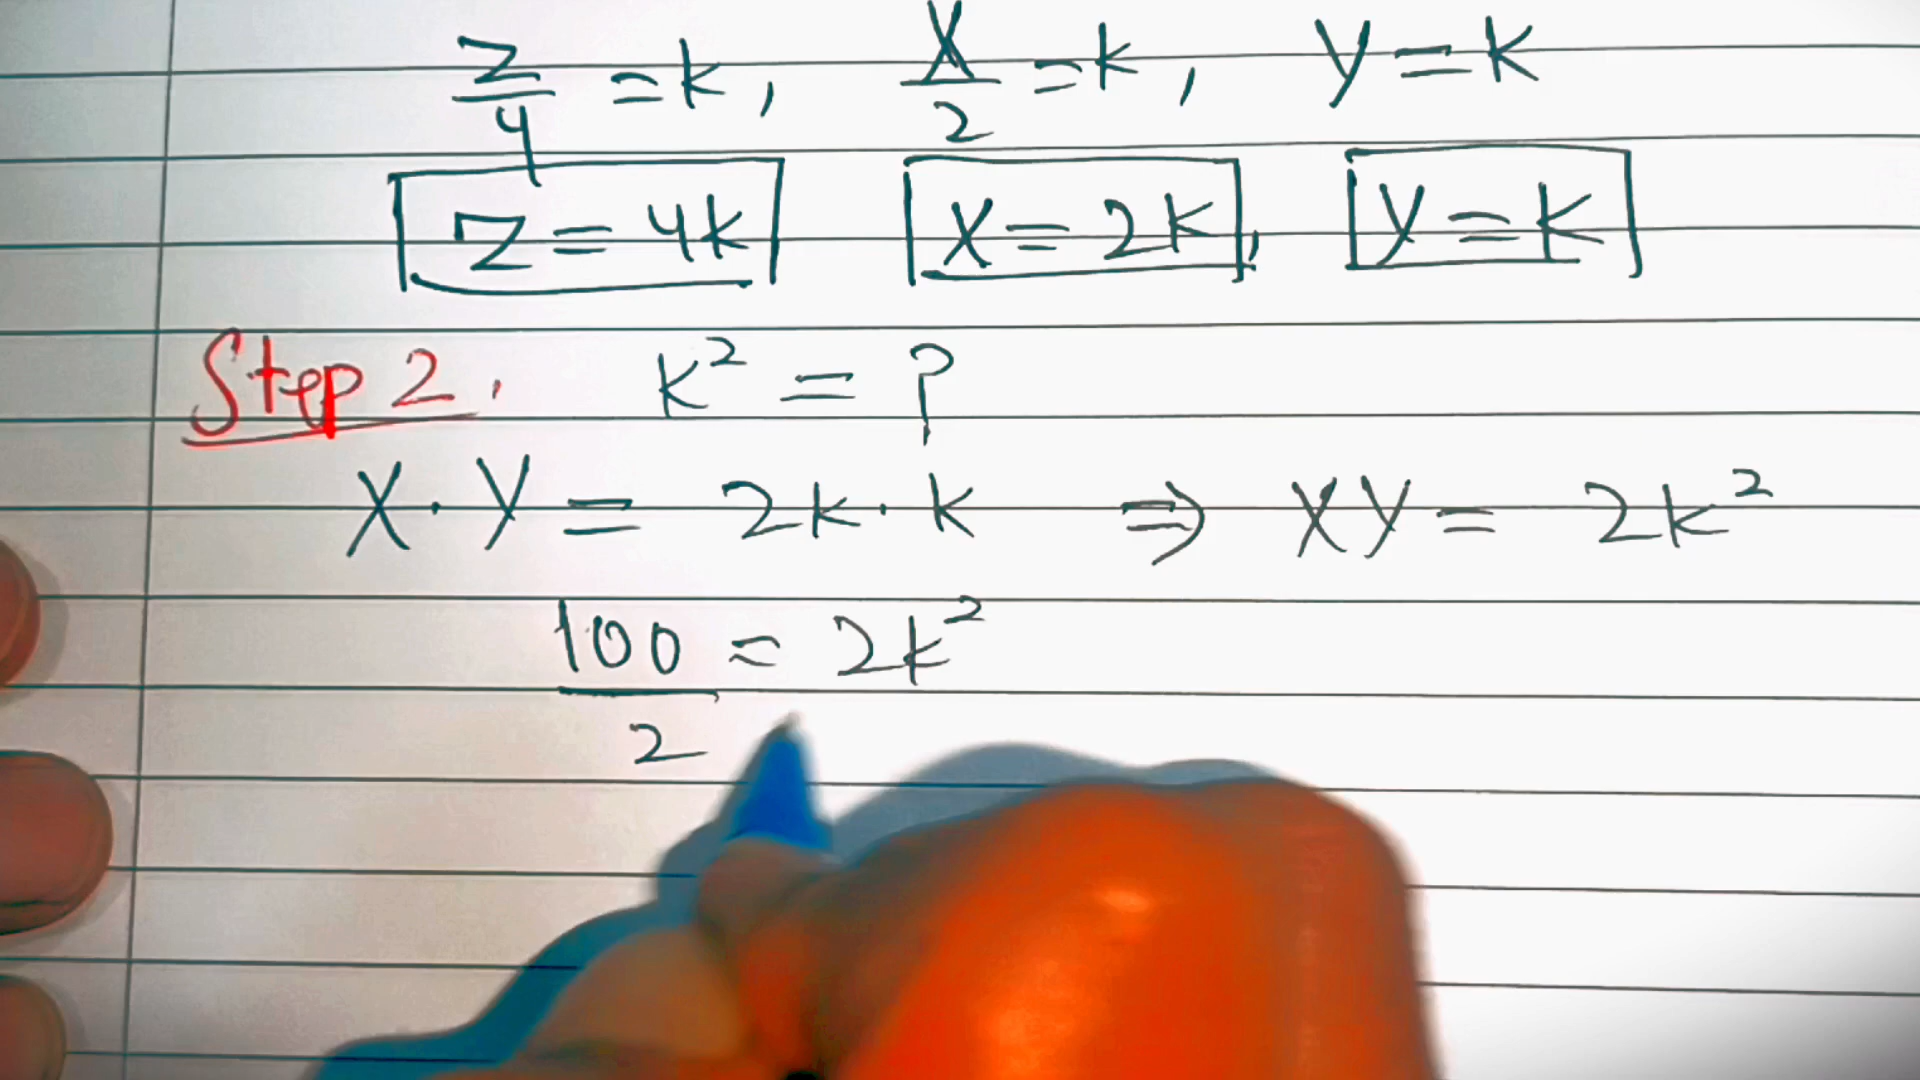 z/4 = k, x/2 = k, y = k
z = 4k x = 2k, y = k
Step 2. k² = ?
x · y = 2k · k ⇒ xy = 2k²
100/2 = 2k²